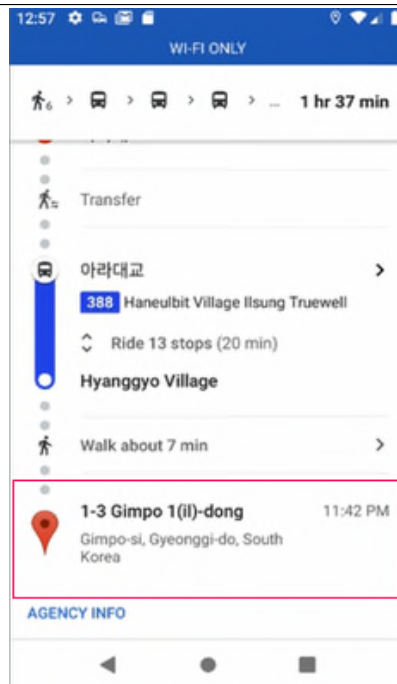 12:57
WI-FI ONLY
6 > > > > ... 1 hr 37 min
Transfer
아라대교
388 Haneulbit Village Ilsung Truewell
Ride 13 stops (20 min)
Hyanggyo Village
Walk about 7 min
1-3 Gimpo 1(il)-dong 11:42 PM
Gimpo-si, Gyeonggi-do, South
Korea
AGENCY INFO